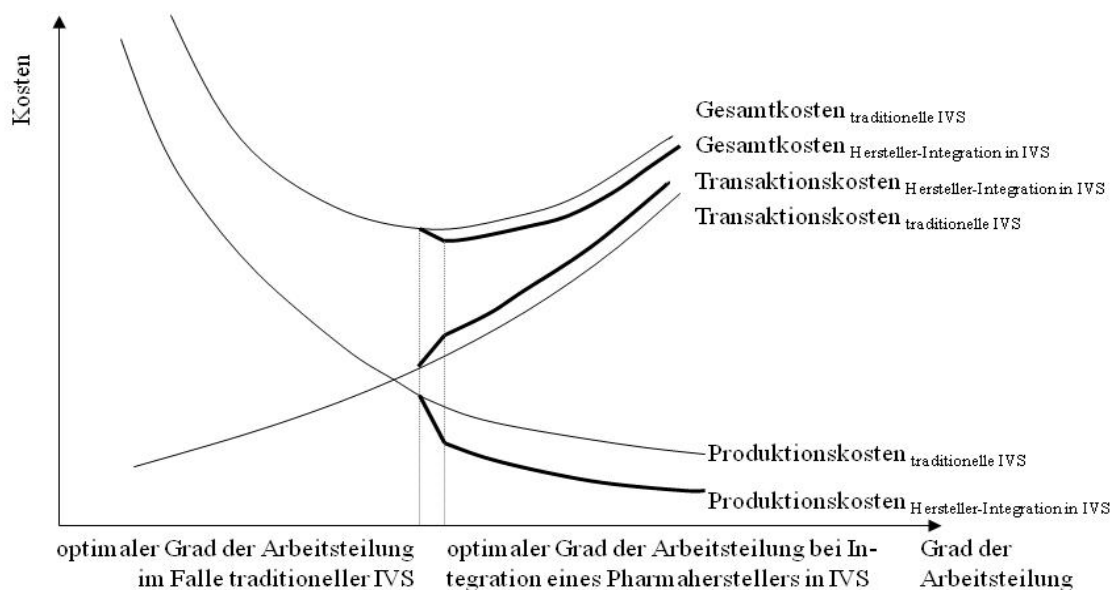 Kosten
Gesamtkosten traditionelle IVS
Gesamtkosten Hersteller-Integration in IVS
Transaktionskosten Hersteller-Integration in IVS
Transaktionskosten traditionelle IVS
Produktionskosten traditionelle IVS
Produktionskosten Hersteller-Integration in IVS
optimaler Grad der Arbeitsteilung
im Falle traditioneller IVS
optimaler Grad der Arbeitsteilung bei In-
tegration eines Pharmaherstellers in IVS
Grad der
Arbeitsteilung